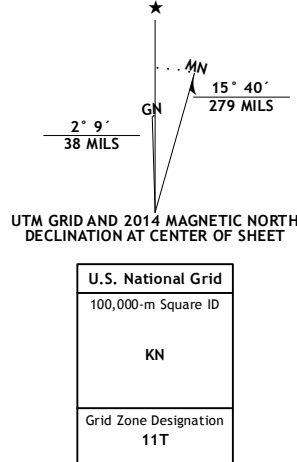 ★
MN
GN
15° 40´
279 MILS
2° 9´
38 MILS
UTM GRID AND 2014 MAGNETIC NORTH
DECLINATION AT CENTER OF SHEET
U.S. National Grid
100,000-m Square ID
KN
Grid Zone Designation
11T